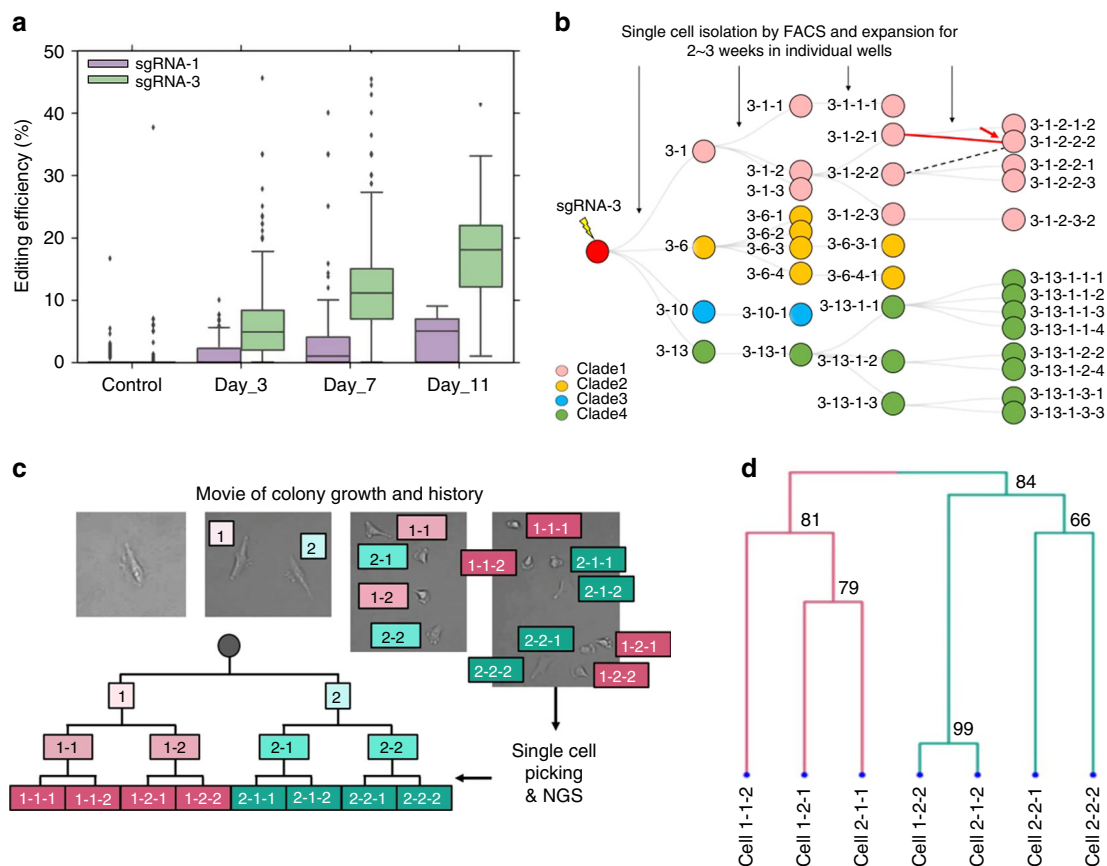 a
50
40
30
20
10
0
Editing efficiency (%)
sgRNA-1
sgRNA-3
Control
Day_3
Day_7
Day_11
b
Single cell isolation by FACS and expansion for
2~3 weeks in individual wells
sgRNA-3
3-1
3-6
3-10
3-13
3-1-1
3-1-2
3-1-3
3-6-1
3-6-2
3-6-3
3-6-4
3-10-1
3-13-1
3-1-1-1
3-1-2-1
3-1-2-2
3-1-2-3
3-6-3-1
3-6-4-1
3-13-1-1
3-13-1-2
3-13-1-3
3-1-2-1-2
3-1-2-2-2
3-1-2-2-1
3-1-2-2-3
3-1-2-3-2
3-13-1-1-1
3-13-1-1-2
3-13-1-1-3
3-13-1-1-4
3-13-1-2-2
3-13-1-2-4
3-13-1-3-1
3-13-1-3-3
Clade1
Clade2
Clade3
Clade4
c
Movie of colony growth and history
1
2
1-1
2-1
1-2
2-2
1-1-1
1-1-2
2-1-1
2-1-2
2-2-1
1-2-1
2-2-2
1-2-2
1
2
1-1
1-2
2-1
2-2
1-1-1
1-1-2
1-2-1
1-2-2
2-1-1
2-1-2
2-2-1
2-2-2
Single cell
picking
& NGS
d
84
81
66
79
99
Cell 1-1-2
Cell 1-2-1
Cell 2-1-1
Cell 1-2-2
Cell 2-1-2
Cell 2-2-1
Cell 2-2-2